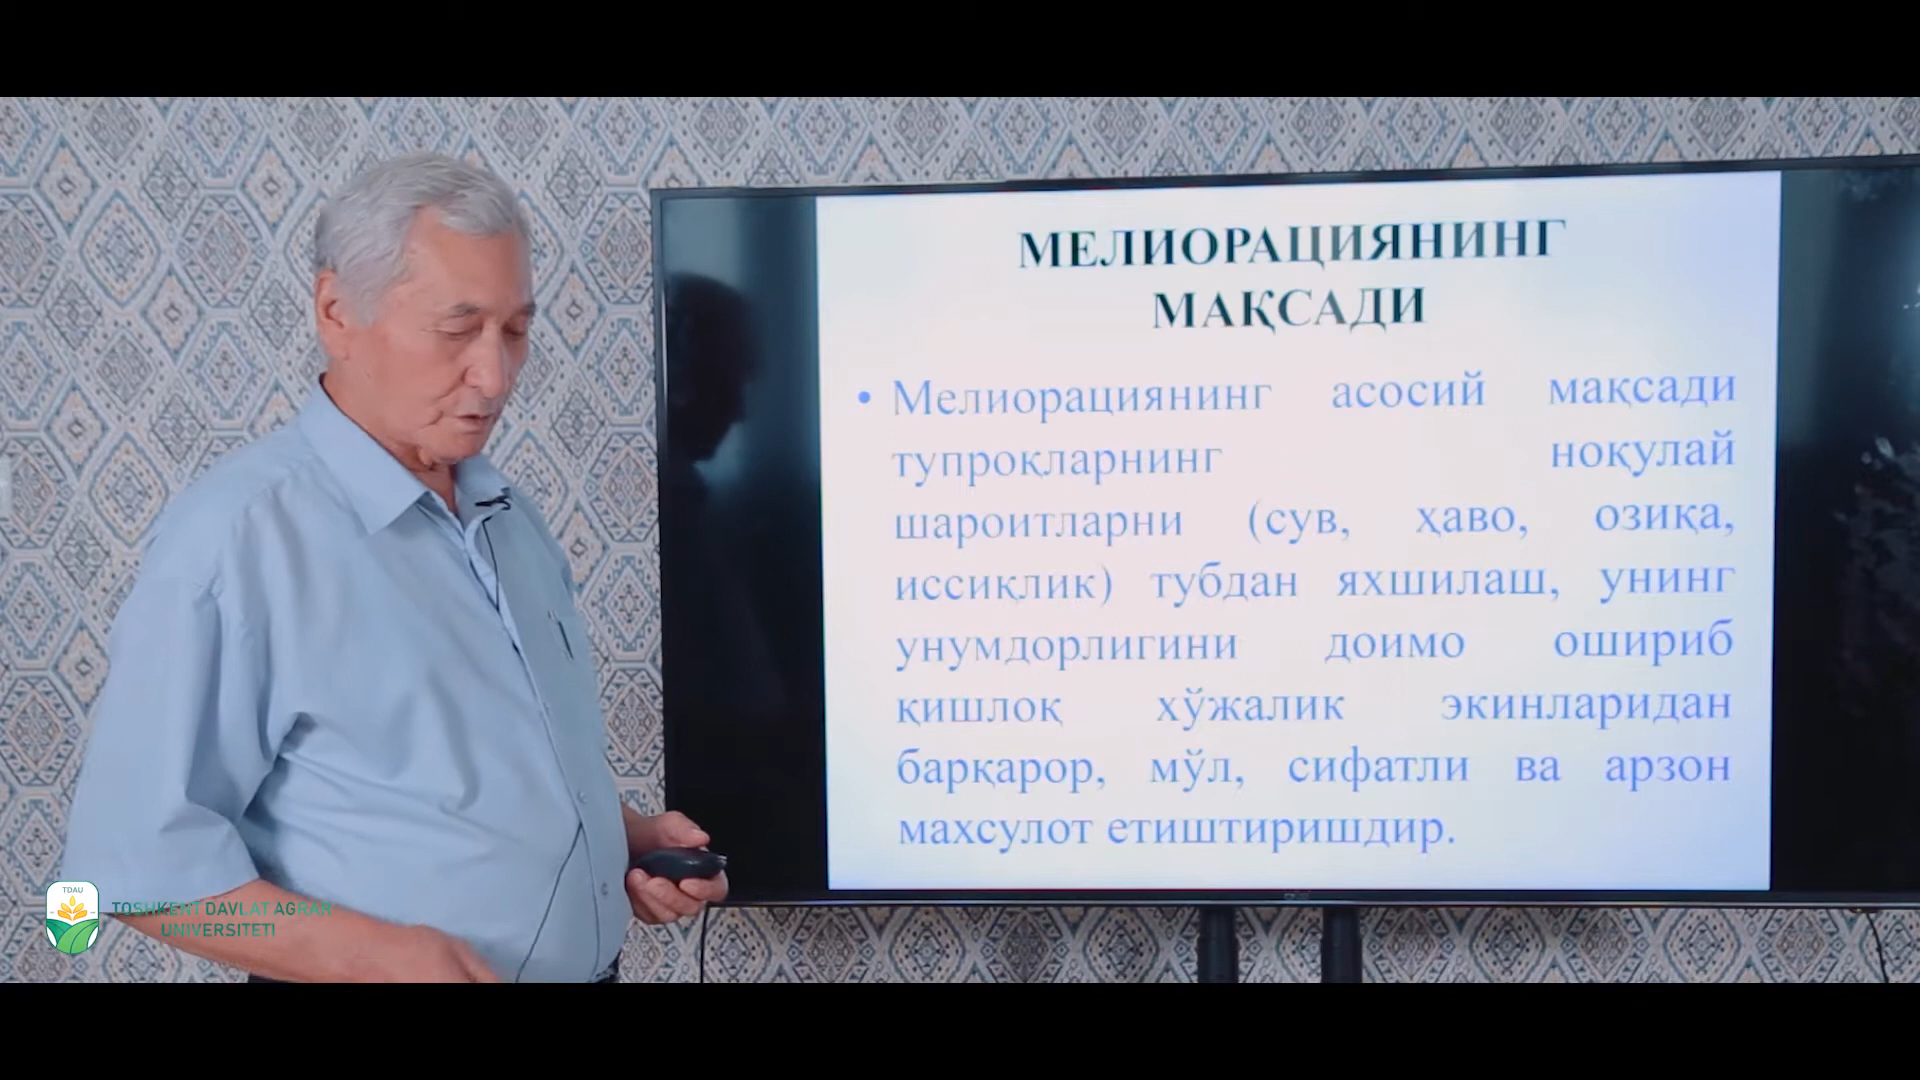 МЕЛИОРАЦИЯНИНГ
МАҚСАДИ
• Мелиорациянинг асосий мақсади
тупроқларнинг ноқулай
шароитларни (сув, ҳаво, озиқа,
иссиқлик) тубдан яхшилаш, унинг
унумдорлигини доимо ошириб
қишлоқ хўжалик экинларидан
барқарор, мўл, сифатли ва арзон
махсулот етиштиришдир.
TDAU
TOSHKENT DAVLAT AGRAR
UNIVERSITETI